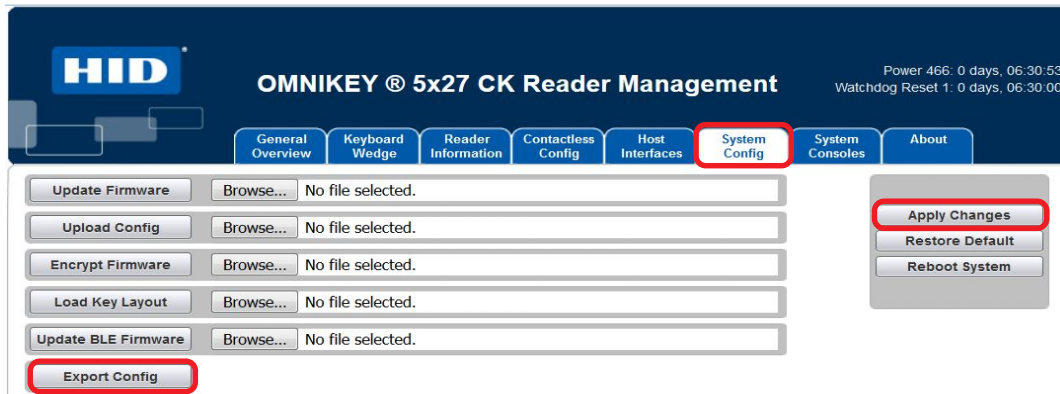 HID
OMNIKEY ® 5x27 CK Reader Management
Power 466: 0 days, 06:30:53
Watchdog Reset 1: 0 days, 06:30:00
General Overview
Keyboard Wedge
Reader Information
Contactless Config
Host Interfaces
System Config
System Consoles
About
Update Firmware Browse... No file selected.
Upload Config Browse... No file selected.
Encrypt Firmware Browse... No file selected.
Load Key Layout Browse... No file selected.
Update BLE Firmware Browse... No file selected.
Export Config
Apply Changes
Restore Default
Reboot System